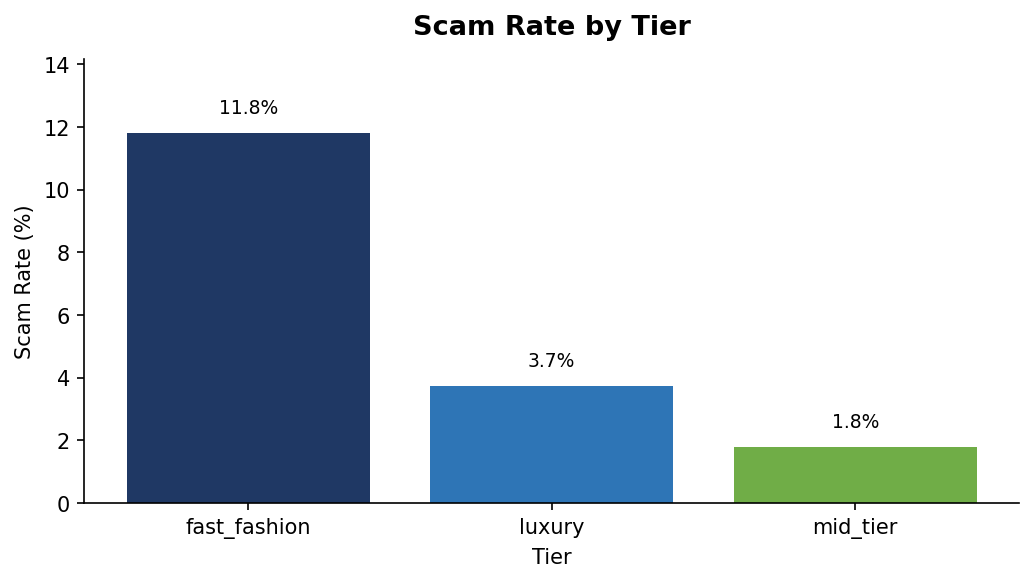 Scam Rate by Tier
Scam Rate (%)
14
12
10
8
6
4
2
0
11.8%
3.7%
1.8%
fast_fashion
luxury
mid_tier
Tier